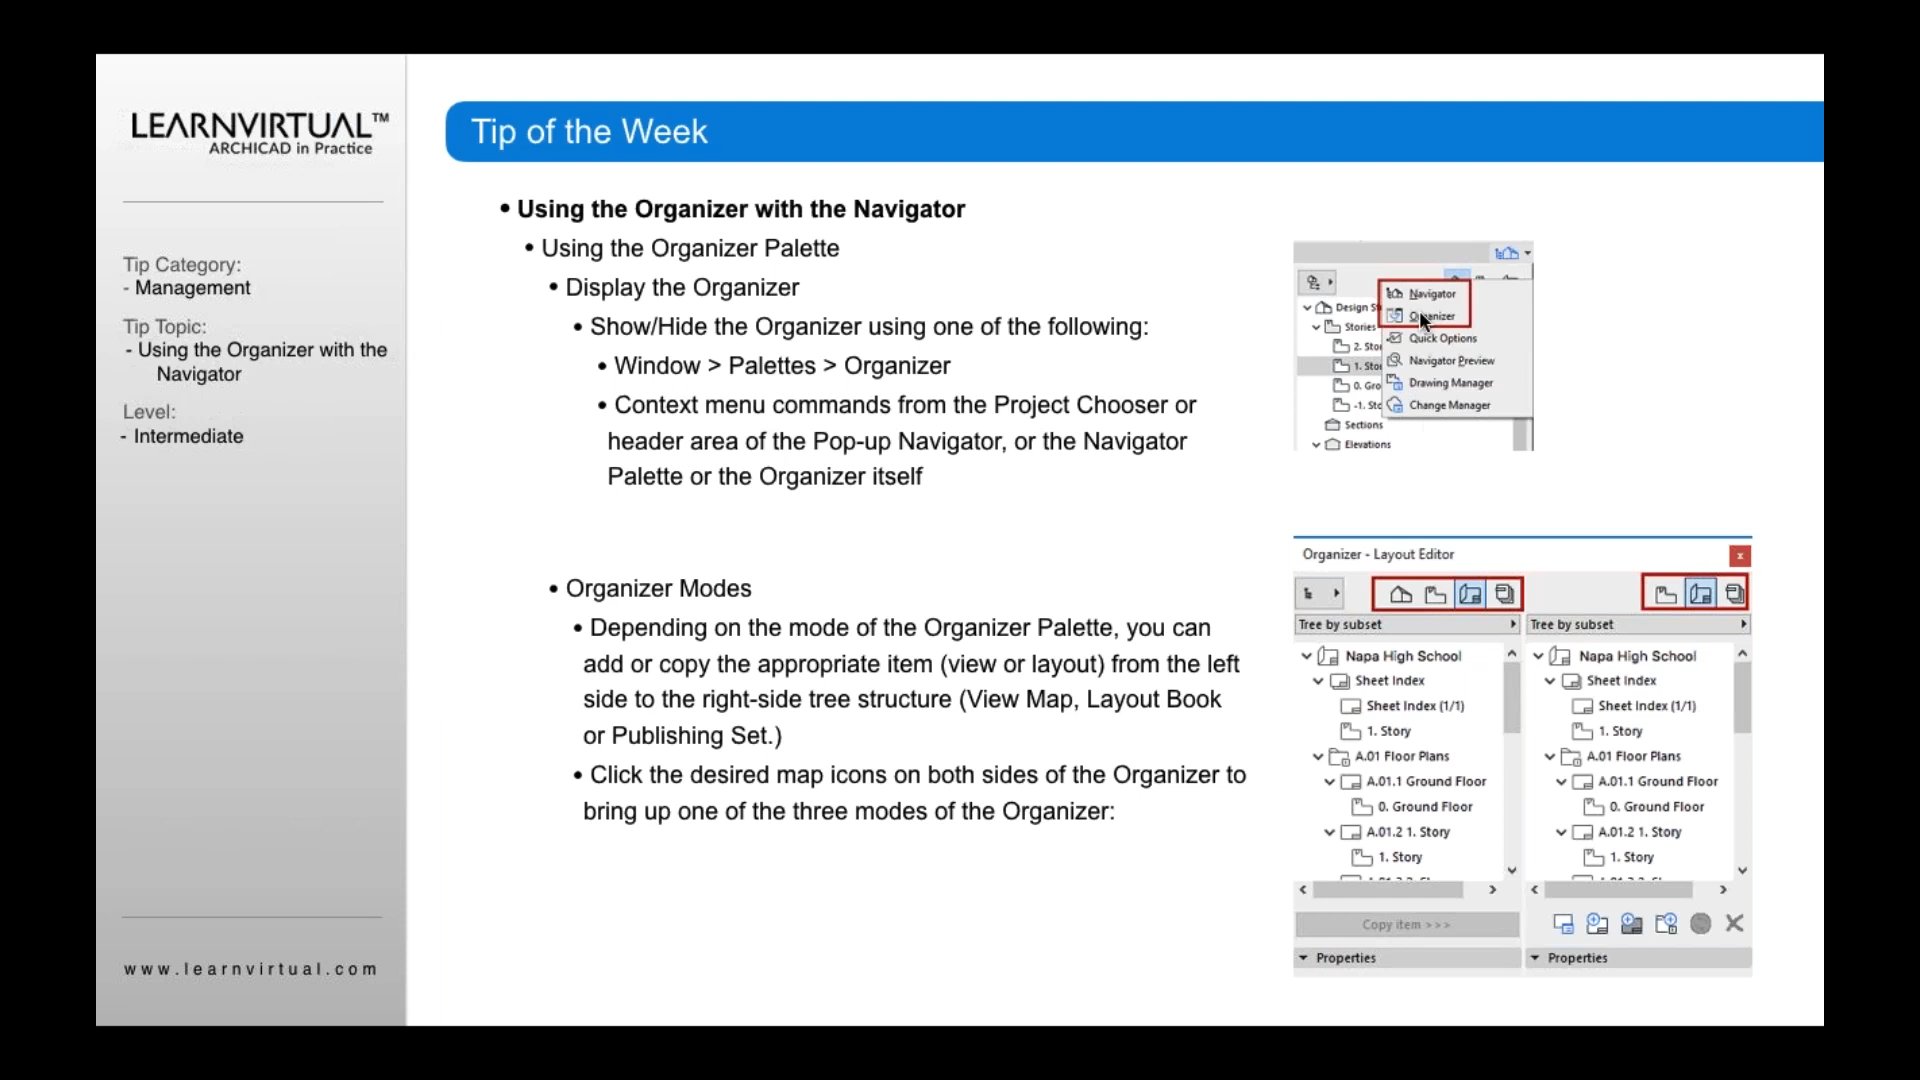 LEARNVIRTUAL™
ARCHICAD in Practice
Tip Category:
- Management
Tip Topic:
- Using the Organizer with the
Navigator
Level:
- Intermediate
www.learnvirtual.com
Tip of the Week
• Using the Organizer with the Navigator
• Using the Organizer Palette
• Display the Organizer
• Show/Hide the Organizer using one of the following:
• Window > Palettes > Organizer
• Context menu commands from the Project Chooser or
header area of the Pop-up Navigator, or the Navigator
Palette or the Organizer itself
• Organizer Modes
• Depending on the mode of the Organizer Palette, you can
add or copy the appropriate item (view or layout) from the left
side to the right-side tree structure (View Map, Layout Book
or Publishing Set.)
• Click the desired map icons on both sides of the Organizer to
bring up one of the three modes of the Organizer:
Design S
Stories
2. Sto
1. Sto
0. Gro
-1. Sto
Sections
Elevations
Navigator
Organizer
Quick Options
Navigator Preview
Drawing Manager
Change Manager
Organizer - Layout Editor
x
Tree by subset
Napa High School
Sheet Index
Sheet Index (1/1)
1. Story
A.01 Floor Plans
A.01.1 Ground Floor
0. Ground Floor
A.01.2 1. Story
1. Story
Copy item >>>
Properties
Tree by subset
Napa High School
Sheet Index
Sheet Index (1/1)
1. Story
A.01 Floor Plans
A.01.1 Ground Floor
0. Ground Floor
A.01.2 1. Story
1. Story
Properties